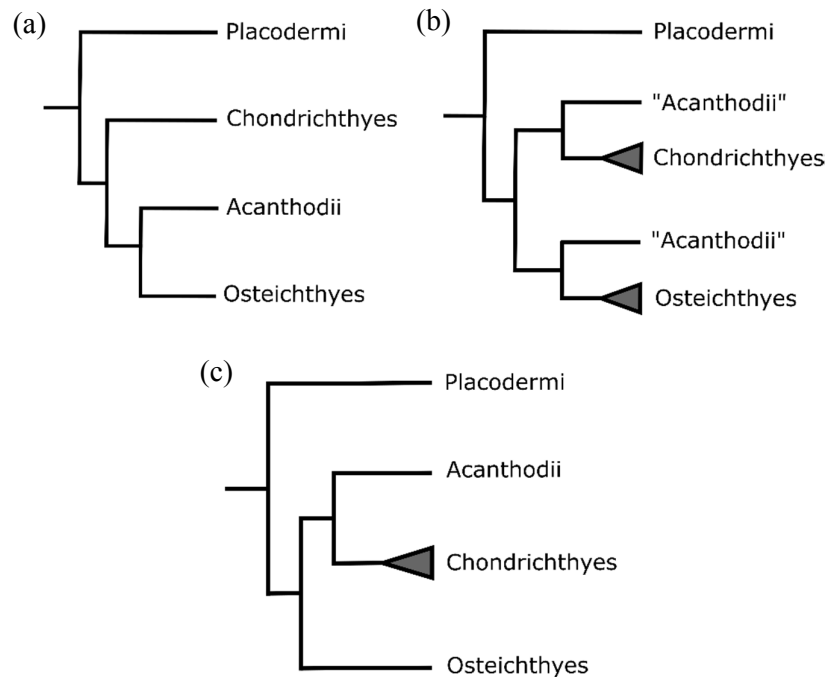 (a)
Placodermi
Chondrichthyes
Acanthodii
Osteichthyes
(b)
Placodermi
"Acanthodii"
Chondrichthyes
"Acanthodii"
Osteichthyes
(c)
Placodermi
Acanthodii
Chondrichthyes
Osteichthyes